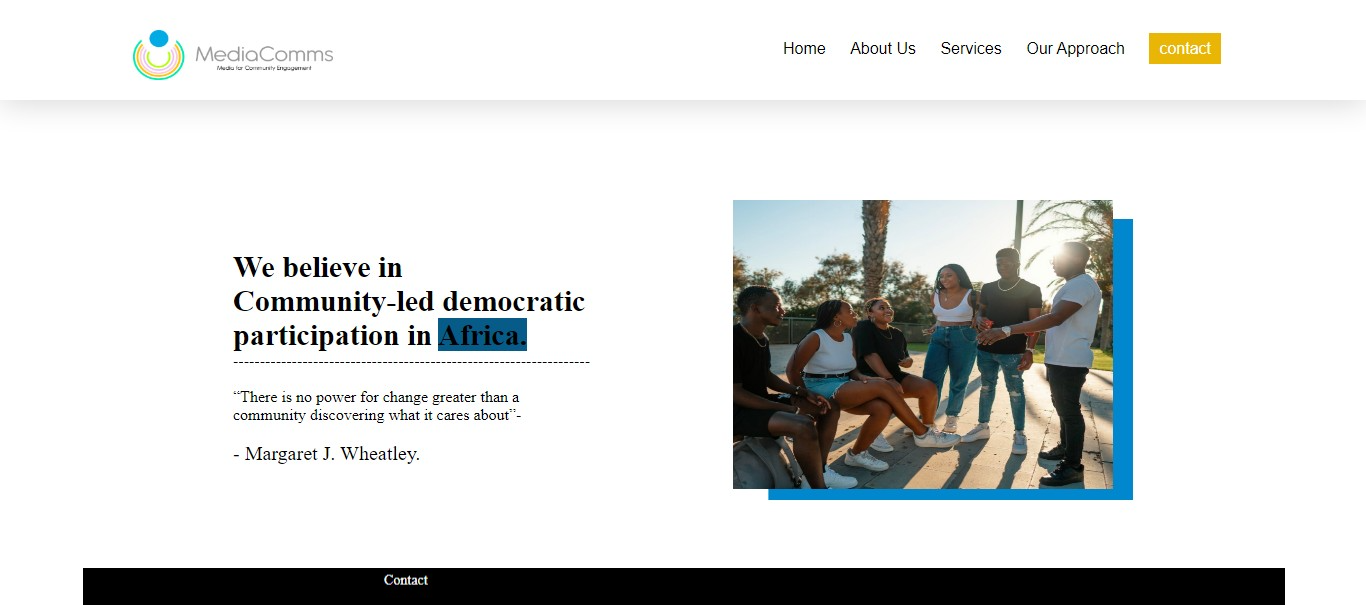 MediaComms
Media for Community Engagement
Home
About Us
Services
Our Approach
contact
We believe in
Community-led democratic
participation in Africa.
--------------------------------------------------------------------
“There is no power for change greater than a
community discovering what it cares about”-
- Margaret J. Wheatley.
Contact